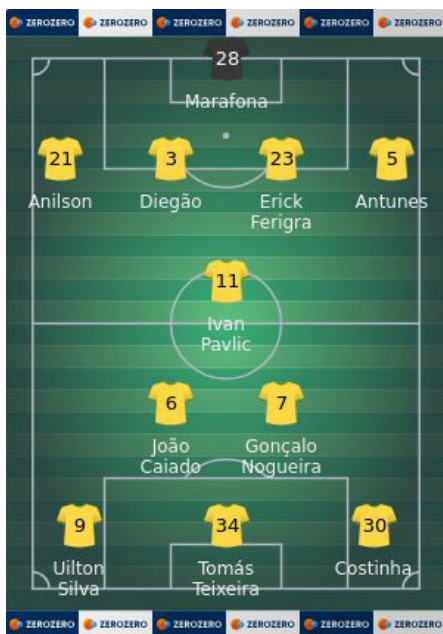 ZEROZERO ZEROZERO ZEROZERO ZEROZERO ZEROZERO ZEROZERO
28
Marafona
21 3 23 5
Anilson Diegão Erick Antunes
Ferigra
11
Ivan
Pavlic
6 7
João Gonçalo
Caiado Nogueira
9 34 30
Uilton Tomás Costinha
Silva Teixeira
ZEROZERO ZEROZERO ZEROZERO ZEROZERO ZEROZERO ZEROZERO